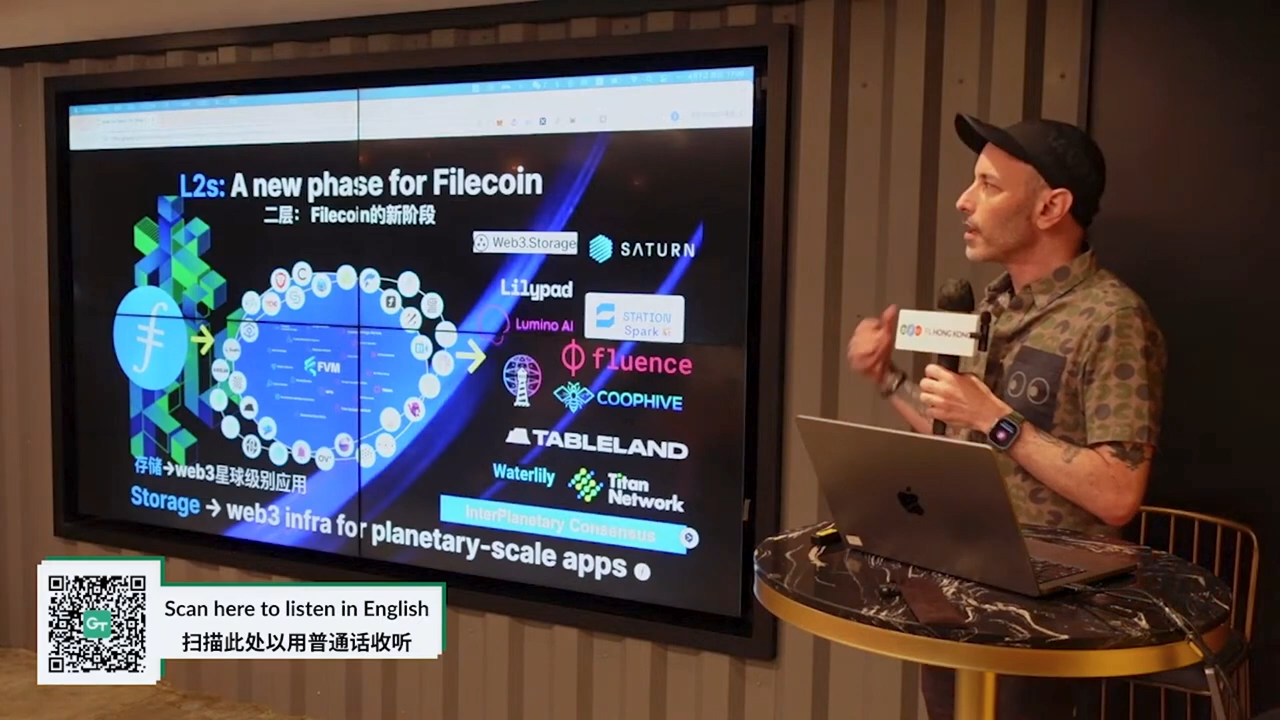 L2s: A new phase for Filecoin
二层： Filecoin的新阶段
Web3.Storage
SATURN
Lilypad
STATION
Spark
Lumino AI
fluence
FVM
COOPHIVE
TABLELAND
Waterlily
Titan
Network
InterPlanetary Consensus
存储→web3星球级别应用
Storage → web3 infra for planetary-scale apps
HONG KONG
GT
Scan here to listen in English
扫描此处以用普通话收听